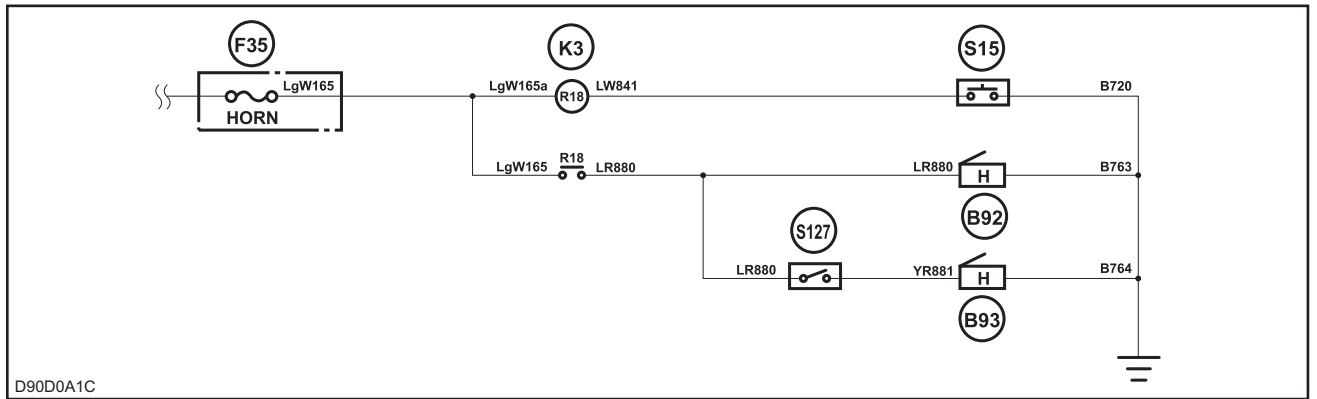 F35
K3
S15
LgW165
LgW165a
R18
LW841
B720
HORN
R18
LgW165
LR880
LR880
H
B763
B92
S127
LR880
YR881
H
B764
B93
D90D0A1C